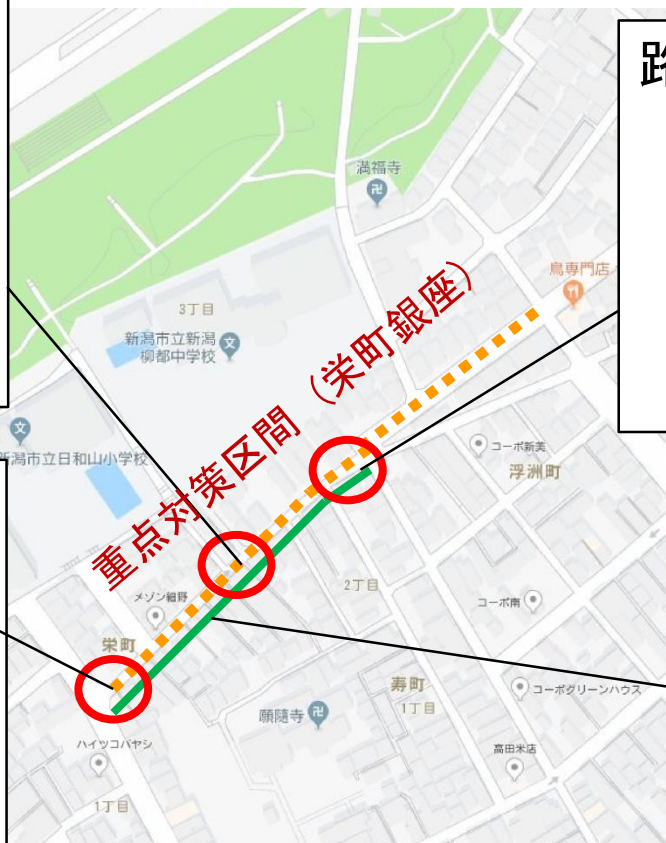 路
満福寺
鳥専門店
3丁目
新潟市立新潟
柳都中学校
新潟市立日和山小学校
重点対策区間（栄町銀座）
コーポ新美
浮洲町
メゾン細野
2丁目
コーポ南
栄町
寿町
1丁目
コーポグリーンハウス
願隨寺
ハイツコバヤシ
高田米店
1丁目